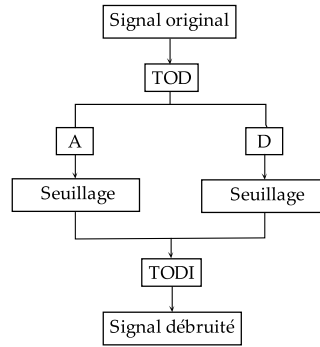 Signal original
TOD
A
D
Seuillage
Seuillage
TODI
Signal débruité